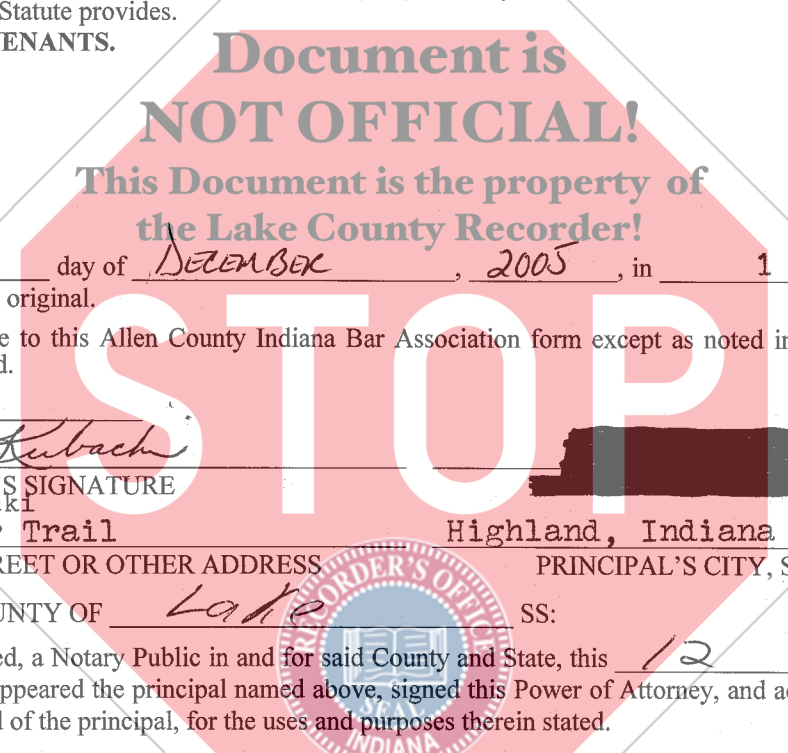 Statute provides.
ENANTS.
Document is
NOT OFFICIAL!
This Document is the property of
the Lake County Recorder!
day of DECEMBER, 2005, in 1
original.
e to this Allen County Indiana Bar Association form except as noted in
d.
STOP
Kubach
S SIGNATURE
ki
Trail Highland, Indiana
REET OR OTHER ADDRESS PRINCIPAL'S CITY, S
UNTY OF Lake SS:
ed, a Notary Public in and for said County and State, this 12
appeared the principal named above, signed this Power of Attorney, and a
l of the principal, for the uses and purposes therein stated.
RECORDER'S OFFICE
SEAL
INDIANA